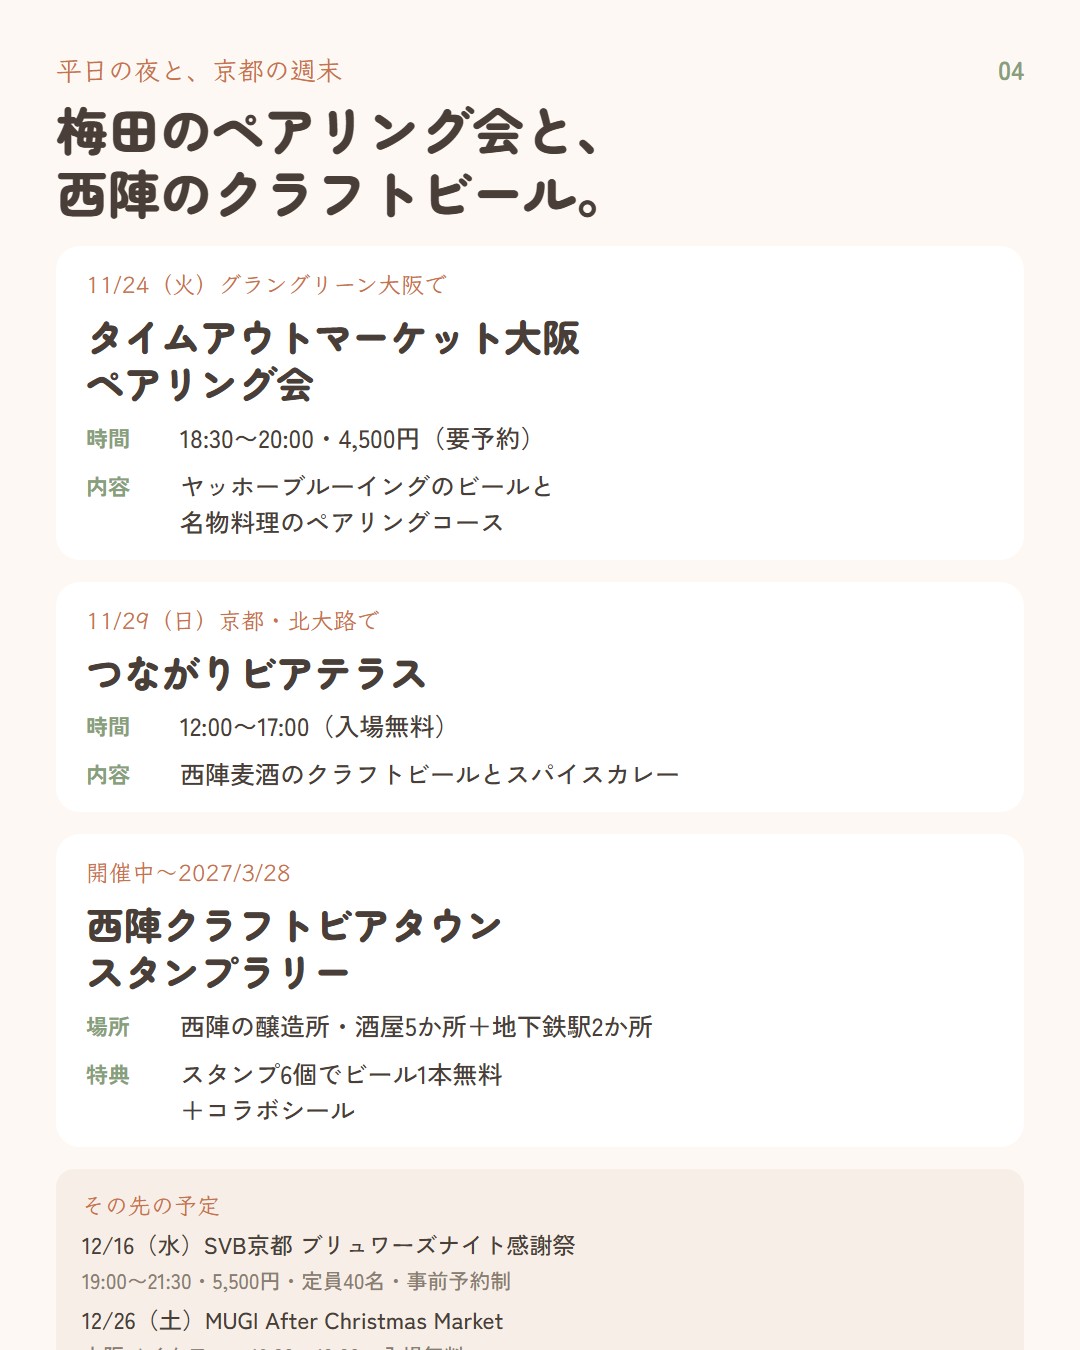 平日の夜と、京都の週末
04
梅田のペアリング会と、
西陣のクラフトビール。
11/24（火）グラングリーン大阪で
タイムアウトマーケット大阪
ペアリング会
時間 18:30〜20:00・4,500円（要予約）
内容 ヤッホーブルーイングのビールと
名物料理のペアリングコース
11/29（日）京都・北大路で
つながりビアテラス
時間 12:00〜17:00（入場無料）
内容 西陣麦酒のクラフトビールとスパイスカレー
開催中〜2027/3/28
西陣クラフトビアタウン
スタンプラリー
場所 西陣の醸造所・酒屋5か所＋地下鉄駅2か所
特典 スタンプ6個でビール1本無料
＋コラボシール
その先の予定
12/16（水）SVB京都 ブリュワーズナイト感謝祭
19:00〜21:30・5,500円・定員40名・事前予約制
12/26（土）MUGI After Christmas Market